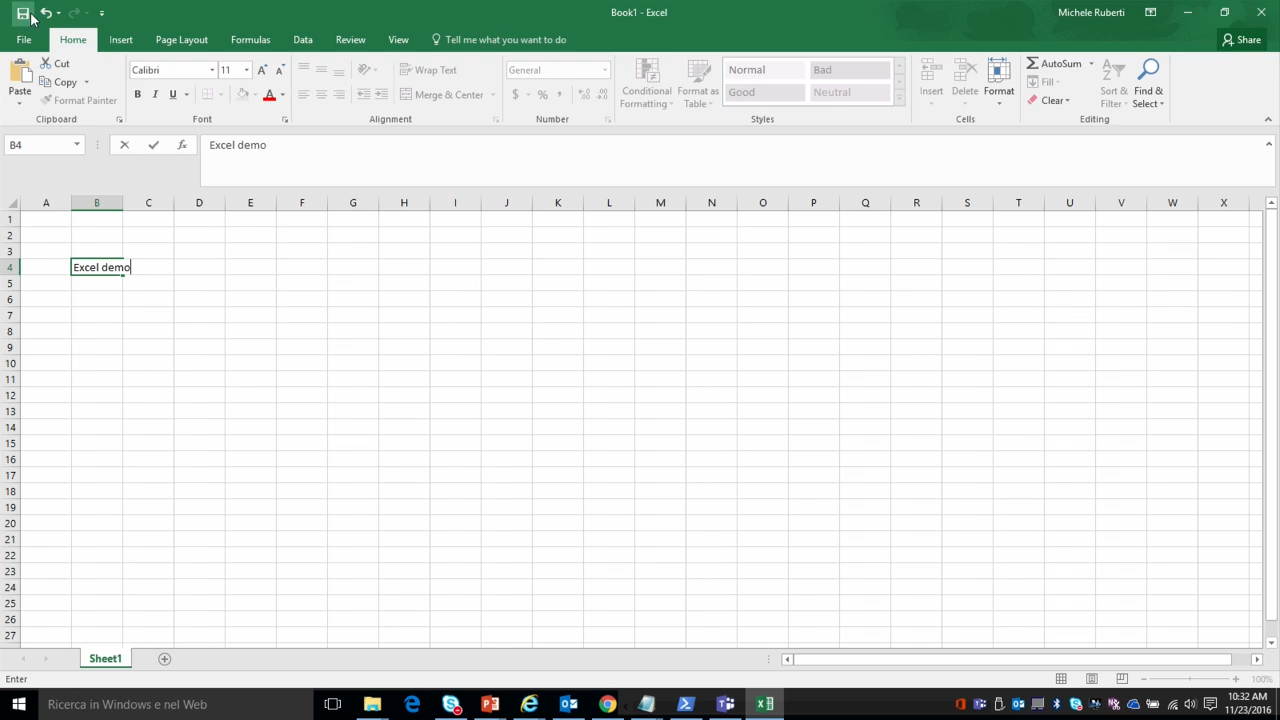 Book1 - Excel
Michele Ruberti
File Home Insert Page Layout Formulas Data Review View Tell me what you want to do Share
Paste
Cut
Copy
Format Painter
Clipboard
Calibri 11
B I U
Font
Wrap Text
Merge & Center
Alignment
General
$ % ,
Number
Conditional Formatting
Format as Table
Normal Bad
Good Neutral
Styles
Insert Delete Format
Cells
AutoSum
Fill
Clear
Sort & Filter
Find & Select
Editing
B4 fx Excel demo
A B C D E F G H I J K L M N O P Q R S T U V W X
1
2
3
4 Excel demo
5
6
7
8
9
10
11
12
13
14
15
16
17
18
19
20
21
22
23
24
25
26
27
Sheet1
Enter 100%
Ricerca in Windows e nel Web
10:32 AM
11/23/2016